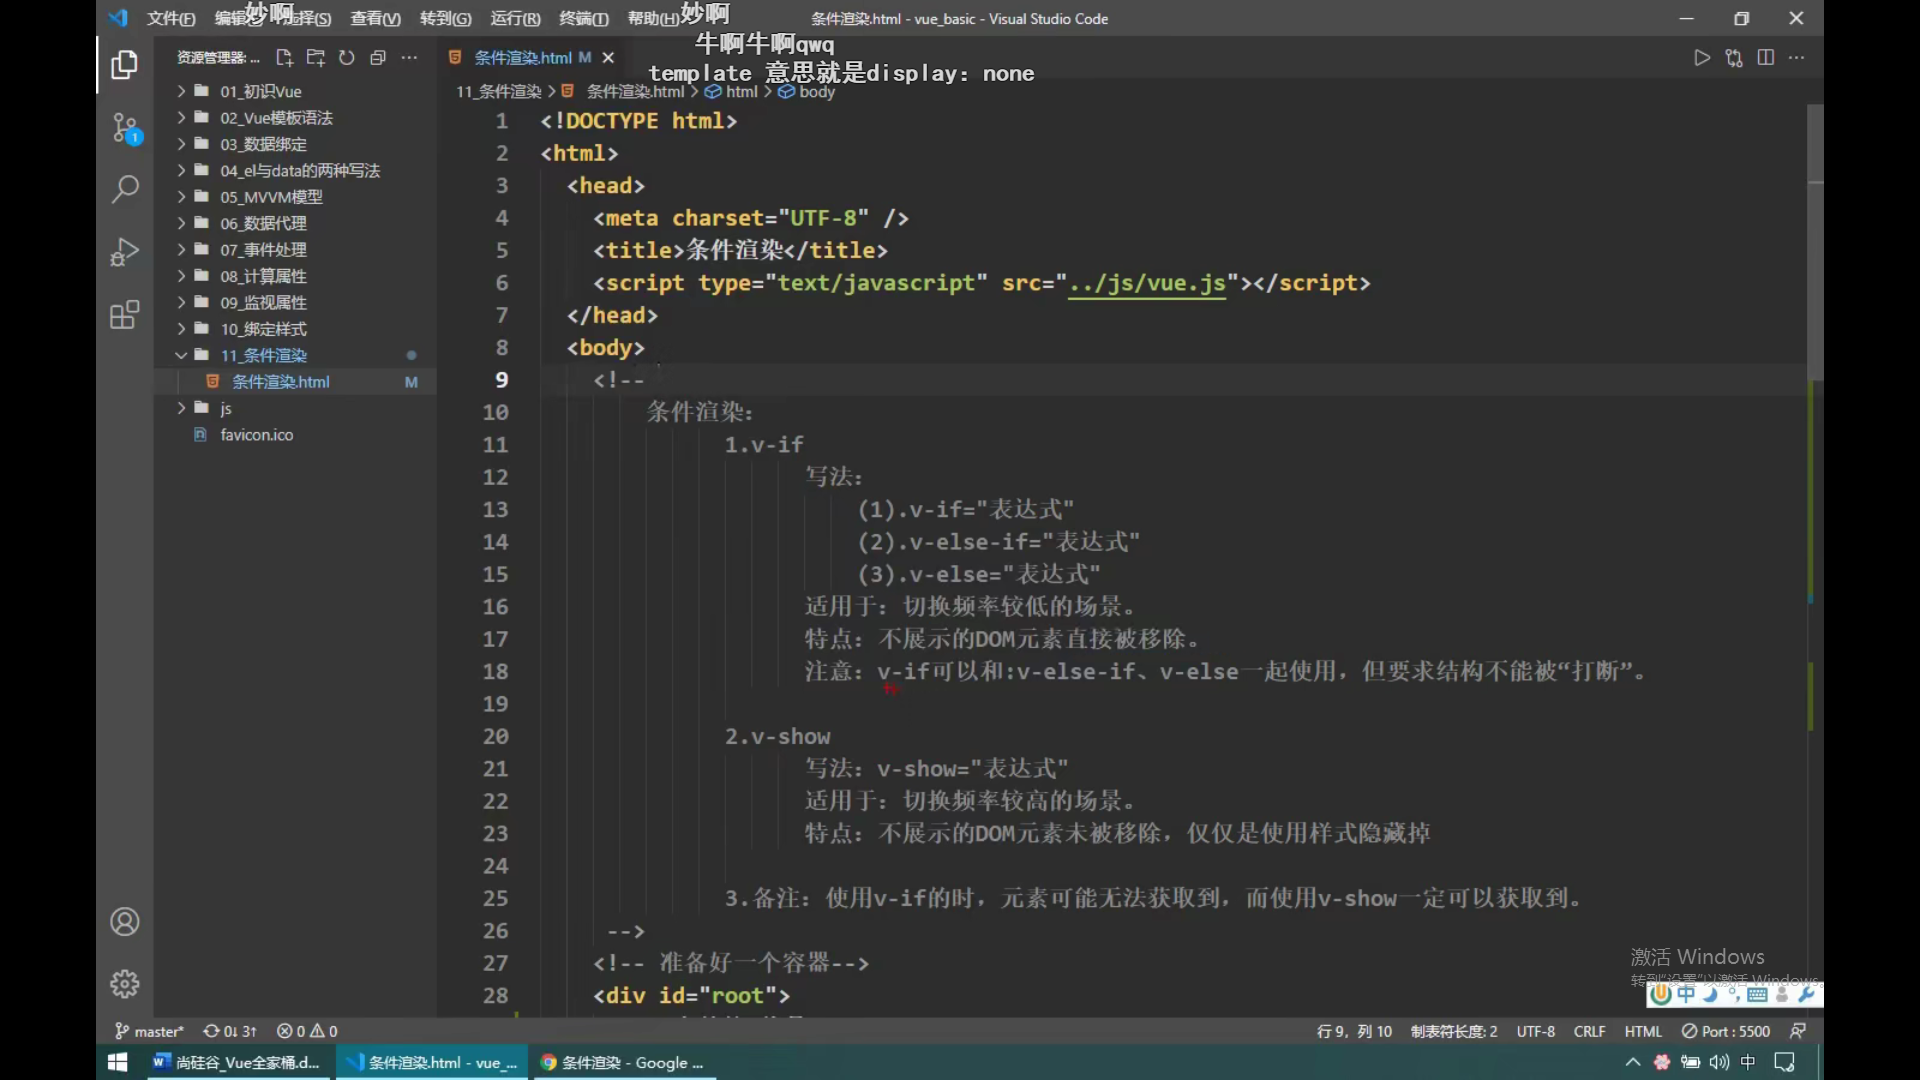 文件(F) 编辑 选择(S) 查看(V) 转到(G) 运行(R) 终端(T) 帮助(H) 条件渲染.html - vue_basic - Visual Studio Code
妙啊 妙啊
牛啊牛啊qwq
template 意思就是display: none
资源管理器: ...
条件渲染.html M
11_条件渲染 > 条件渲染.html > html > body
01_初识Vue
02_Vue模板语法
03_数据绑定
04_el与data的两种写法
05_MVVM模型
06_数据代理
07_事件处理
08_计算属性
09_监视属性
10_绑定样式
11_条件渲染
条件渲染.html M
js
favicon.ico
1
1 <!DOCTYPE html>
2 <html>
3 <head>
4 <meta charset="UTF-8" />
5 <title>条件渲染</title>
6 <script type="text/javascript" src="../js/vue.js"></script>
7 </head>
8 <body>
9 <!--
10 条件渲染:
11 1.v-if
12 写法:
13 (1).v-if="表达式"
14 (2).v-else-if="表达式"
15 (3).v-else="表达式"
16 适用于: 切换频率较低的场景。
17 特点: 不展示的DOM元素直接被移除。
18 注意: v-if可以和:v-else-if、v-else一起使用，但要求结构不能被“打断”。
19
20 2.v-show
21 写法: v-show="表达式"
22 适用于: 切换频率较高的场景。
23 特点: 不展示的DOM元素未被移除，仅仅是使用样式隐藏掉
24
25 3.备注: 使用v-if的时，元素可能无法获取到，而使用v-show一定可以获取到。
26 -->
27 <!-- 准备好一个容器-->
28 <div id="root">
激活 Windows
转到“设置”以激活 Windows。
中
master* 0↓ 3↑ 0 0 行 9，列 10 制表符长度: 2 UTF-8 CRLF HTML Port : 5500
尚硅谷_Vue全家桶.d... 条件渲染.html - vue_... 条件渲染 - Google ... 中